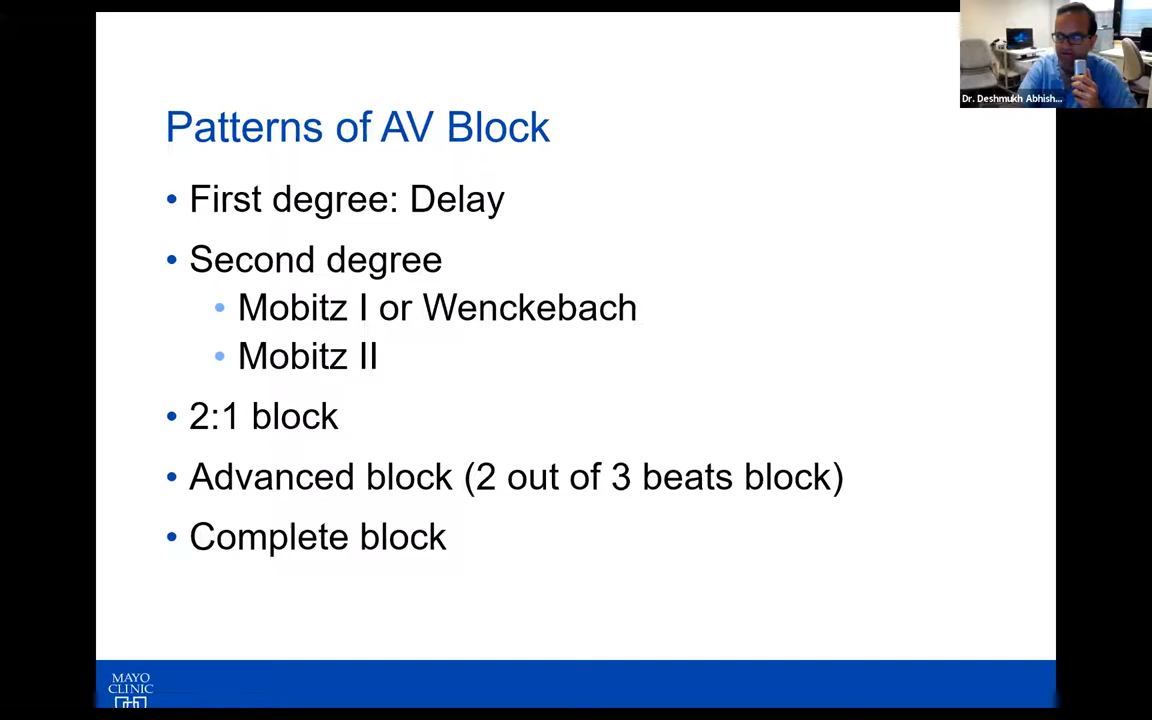 Dr. Deshmukh Abhish...
Patterns of AV Block
• First degree: Delay
• Second degree
• Mobitz I or Wenckebach
• Mobitz II
• 2:1 block
• Advanced block (2 out of 3 beats block)
• Complete block
MAYO
CLINIC